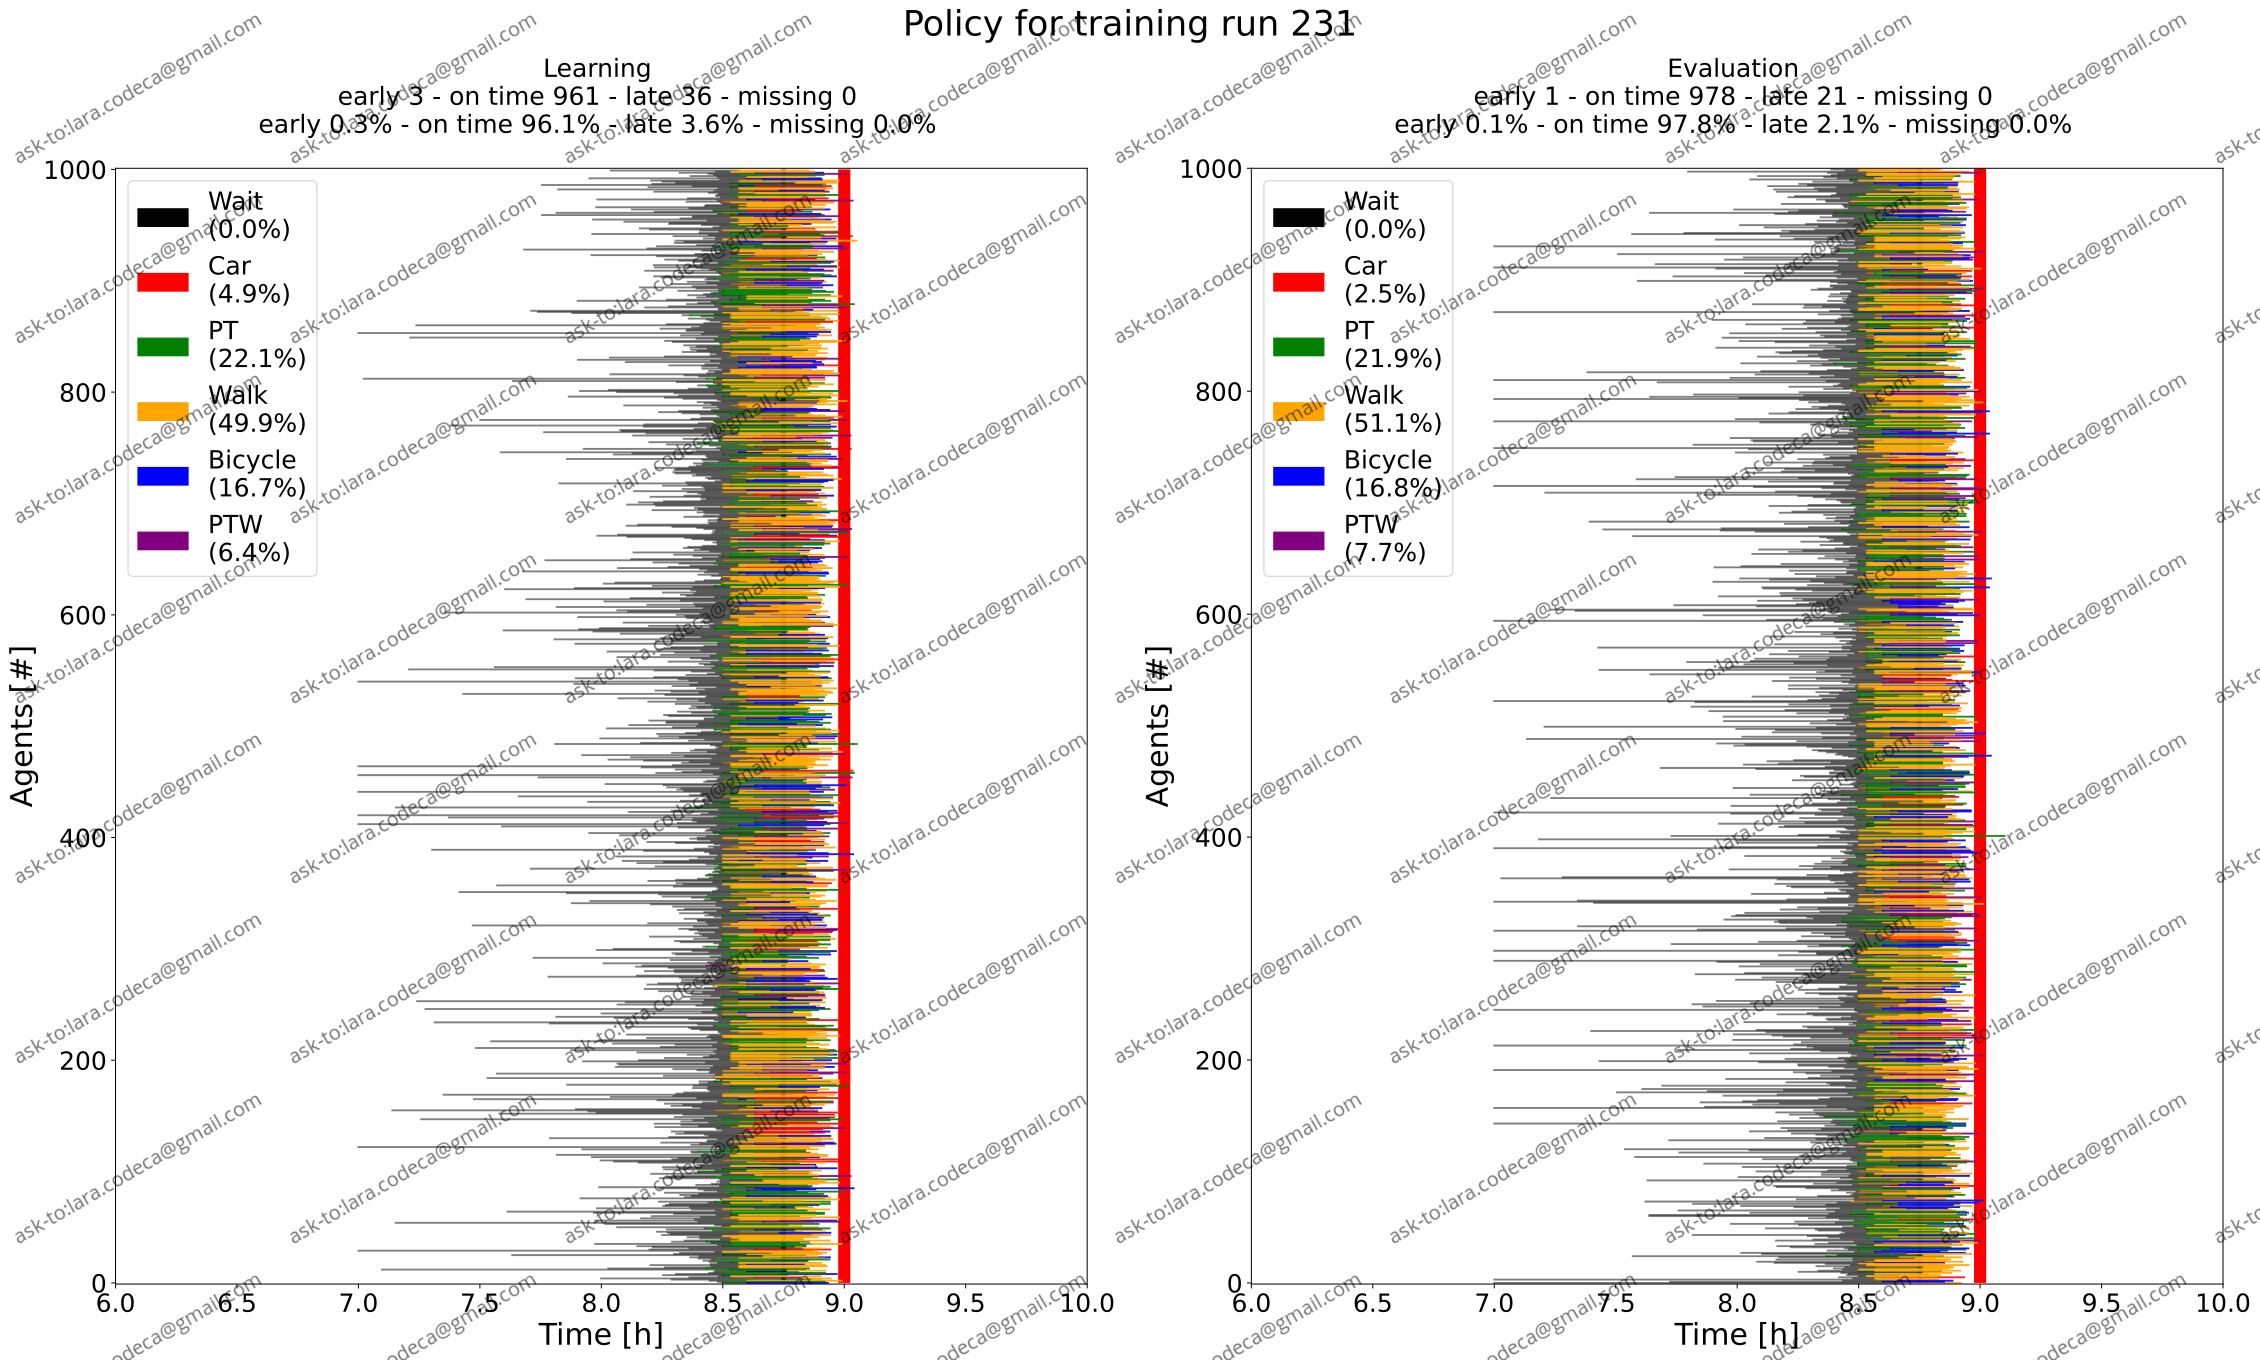 Policy for training run 231
Learning
early 3 - on time 961 - late 36 - missing 0
early 0.3% - on time 96.1% - late 3.6% - missing 0.0%
1000
800
600
400
200
0
Agents [#]
Wait
(0.0%)
Car
(4.9%)
PT
(22.1%)
Walk
(49.9%)
Bicycle
(16.7%)
PTW
(6.4%)
6.0 6.5 7.0 7.5 8.0 8.5 9.0 9.5 10.0
Time [h]
Evaluation
early 1 - on time 978 - late 21 - missing 0
early 0.1% - on time 97.8% - late 2.1% - missing 0.0%
1000
800
600
400
200
0
Agents [#]
Wait
(0.0%)
Car
(2.5%)
PT
(21.9%)
Walk
(51.1%)
Bicycle
(16.8%)
PTW
(7.7%)
6.0 6.5 7.0 7.5 8.0 8.5 9.0 9.5 10.0
Time [h]
ask-to:lara.codeca@gmail.com